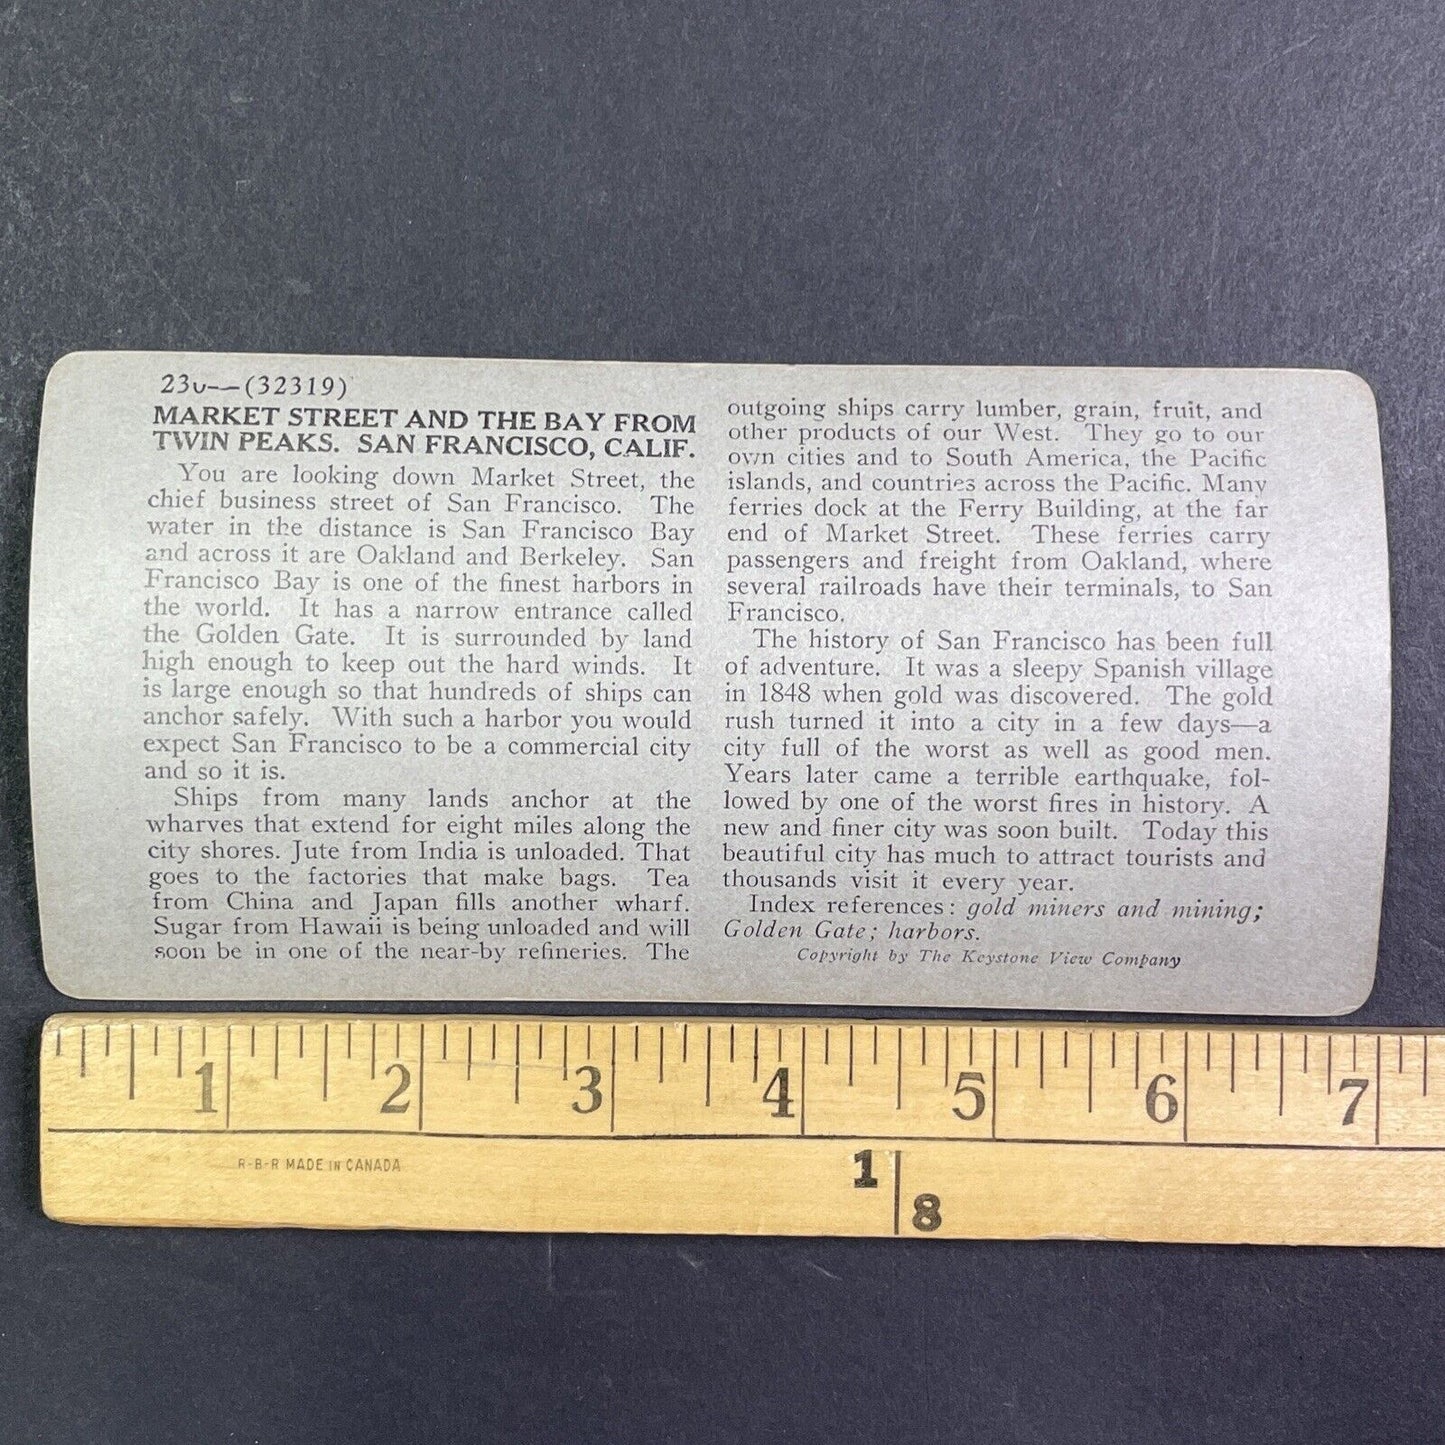 23υ-—(32319)
MARKET STREET AND THE BAY FROM
TWIN PEAKS. SAN FRANCISCO, CALIF.
You are looking down Market Street, the
chief business street of San Francisco. The
water in the distance is San Francisco Bay
and across it are Oakland and Berkeley. San
Francisco Bay is one of the finest harbors in
the world. It has a narrow entrance called
the Golden Gate. It is surrounded by land
high enough to keep out the hard winds. It
is large enough so that hundreds of ships can
anchor safely. With such a harbor you would
expect San Francisco to be a commercial city
and so it is.
Ships from many lands anchor at the
wharves that extend for eight miles along the
city shores. Jute from India is unloaded. That
goes to the factories that make bags. Tea
from China and Japan fills another wharf.
Sugar from Hawaii is being unloaded and will
soon be in one of the near-by refineries. The
outgoing ships carry lumber, grain, fruit, and
other products of our West. They go to our
own cities and to South America, the Pacific
islands, and countries across the Pacific. Many
ferries dock at the Ferry Building, at the far
end of Market Street. These ferries carry
passengers and freight from Oakland, where
several railroads have their terminals, to San
Francisco.
The history of San Francisco has been full
of adventure. It was a sleepy Spanish village
in 1848 when gold was discovered. The gold
rush turned it into a city in a few days—a
city full of the worst as well as good men.
Years later came a terrible earthquake, fol-
lowed by one of the worst fires in history. A
new and finer city was soon built. Today this
beautiful city has much to attract tourists and
thousands visit it every year.
Index references: gold miners and mining;
Golden Gate; harbors.
Copyright by The Keystone View Company
1 2 3 4 5 6 7
R-B-R MADE IN CANADA
1 8